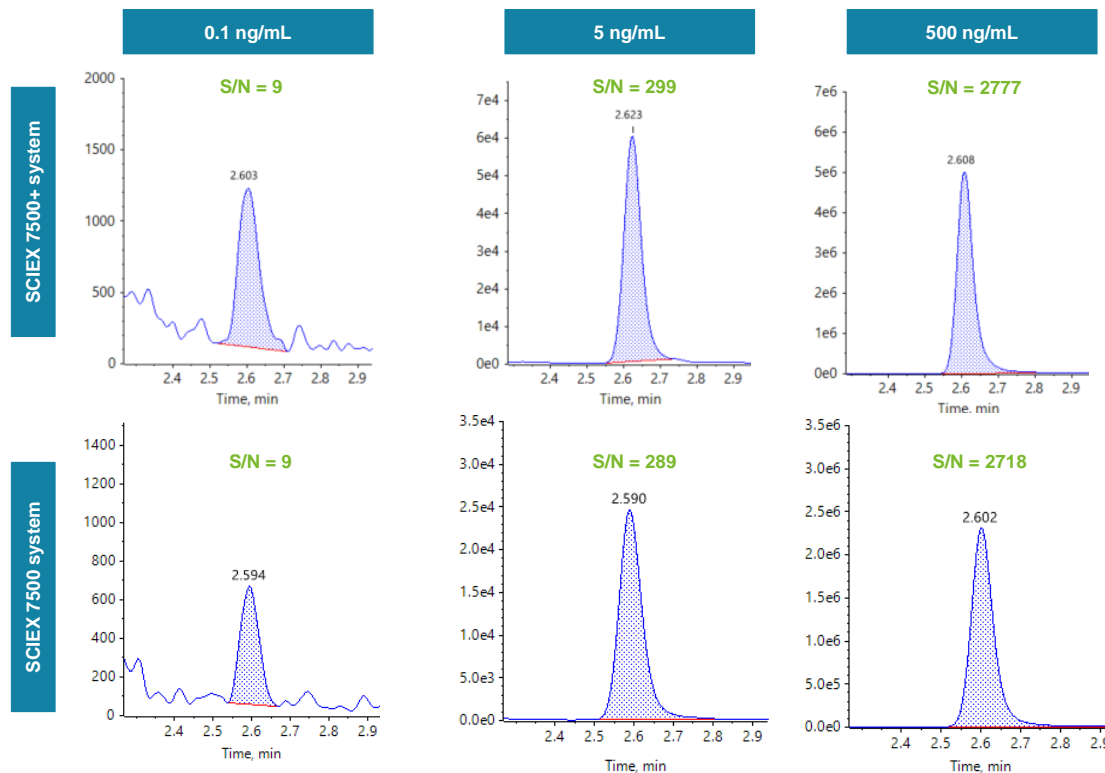 0.1 ng/mL
5 ng/mL
500 ng/mL
SCIEX 7500+ system
S/N = 9
2.603
2000
1500
1000
500
0
2.4 2.5 2.6 2.7 2.8 2.9
Time, min
S/N = 299
2.623
7e4
6e4
5e4
4e4
3e4
2e4
1e4
0e0
2.4 2.5 2.6 2.7 2.8 2.9
Time, min
S/N = 2777
2.608
7e6
6e6
5e6
4e6
3e6
2e6
1e6
0e0
2.4 2.5 2.6 2.7 2.8 2.9
Time, min
SCIEX 7500 system
S/N = 9
2.594
1400
1200
1000
800
600
400
200
0
2.4 2.5 2.6 2.7 2.8 2.9
Time, min
S/N = 289
2.590
3.5e4
3.0e4
2.5e4
2.0e4
1.5e4
1.0e4
5.0e3
0.0e0
2.4 2.5 2.6 2.7 2.8 2.9
Time, min
S/N = 2718
2.602
3.5e6
3.0e6
2.5e6
2.0e6
1.5e6
1.0e6
5.0e5
0.0e0
2.4 2.5 2.6 2.7 2.8 2.9
Time, min